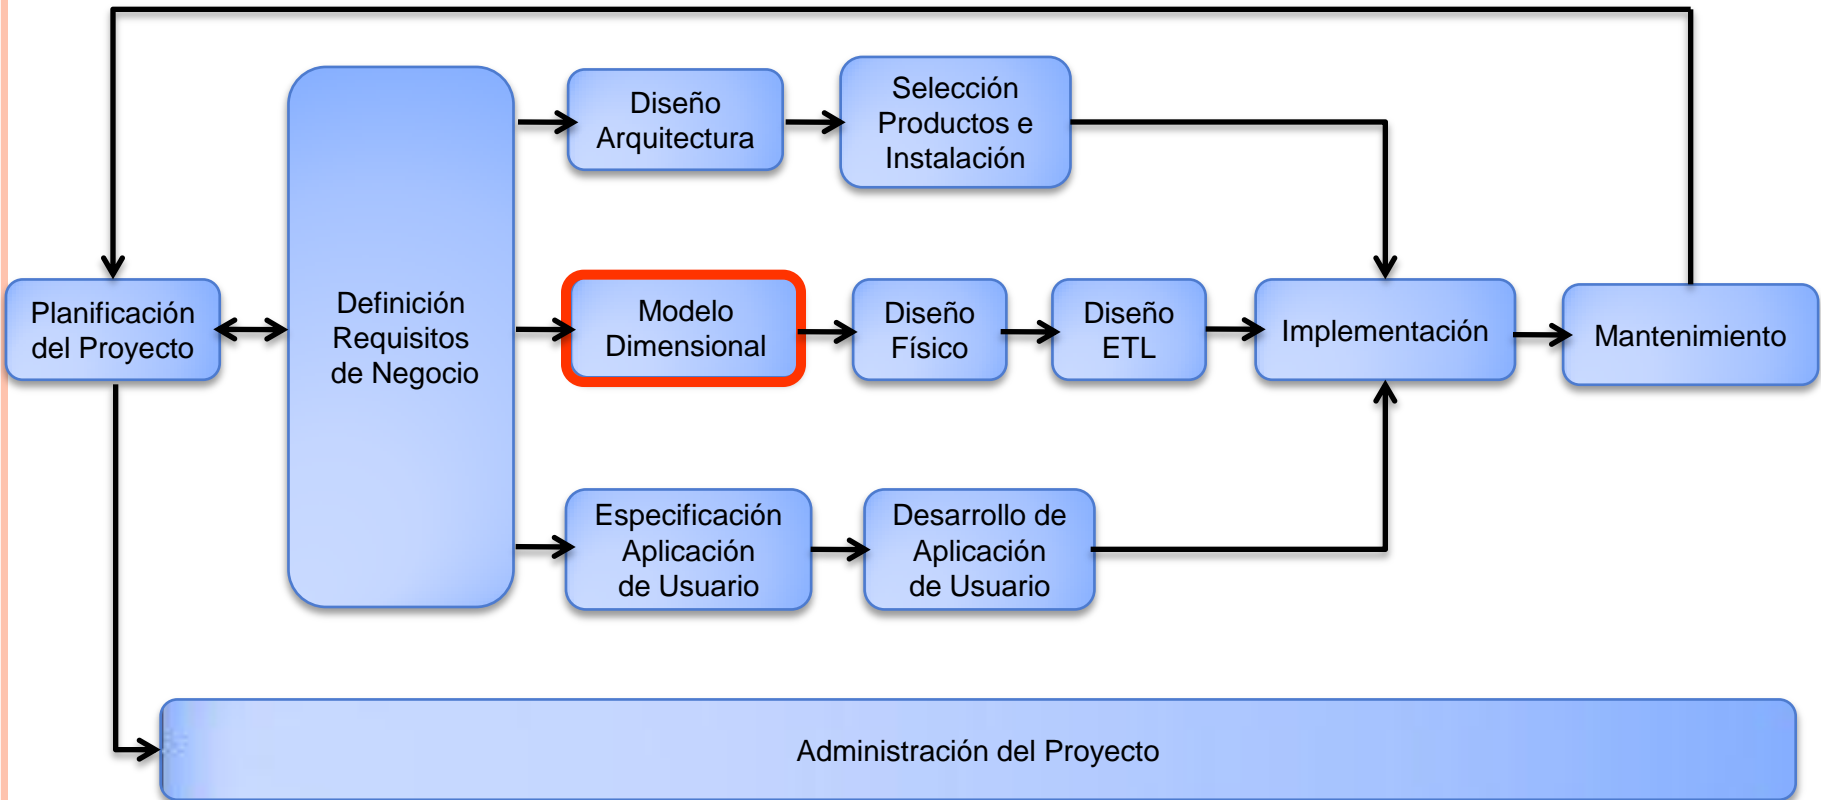 Diseño
Arquitectura
Selección
Productos e
Instalación
Planificación
del Proyecto
Definición
Requisitos
de Negocio
Modelo
Dimensional
Diseño
Físico
Diseño
ETL
Implementación
Mantenimiento
Especificación
Aplicación
de Usuario
Desarrollo de
Aplicación
de Usuario
Administración del Proyecto